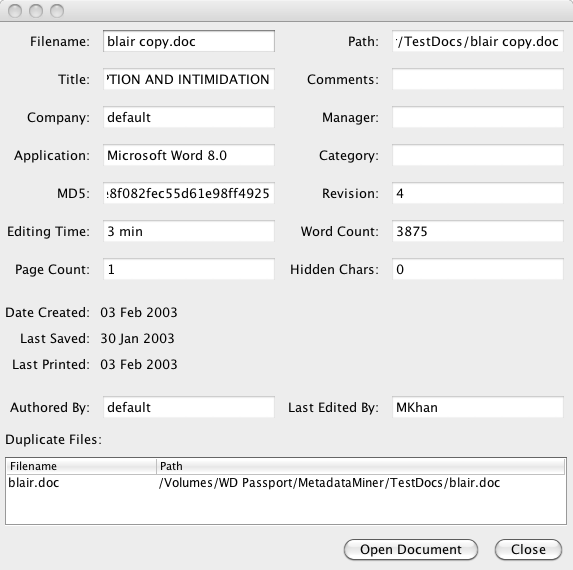 Filename: blair copy.doc Path: /TestDocs/blair copy.doc
Title: PTION AND INTIMIDATION Comments:
Company: default Manager:
Application: Microsoft Word 8.0 Category:
MD5: e8f082fec55d61e98ff4925 Revision: 4
Editing Time: 3 min Word Count: 3875
Page Count: 1 Hidden Chars: 0
Date Created: 03 Feb 2003
Last Saved: 30 Jan 2003
Last Printed: 03 Feb 2003
Authored By: default Last Edited By: MKhan
Duplicate Files:
Filename Path
blair.doc /Volumes/WD Passport/MetadataMiner/TestDocs/blair.doc
Open Document Close